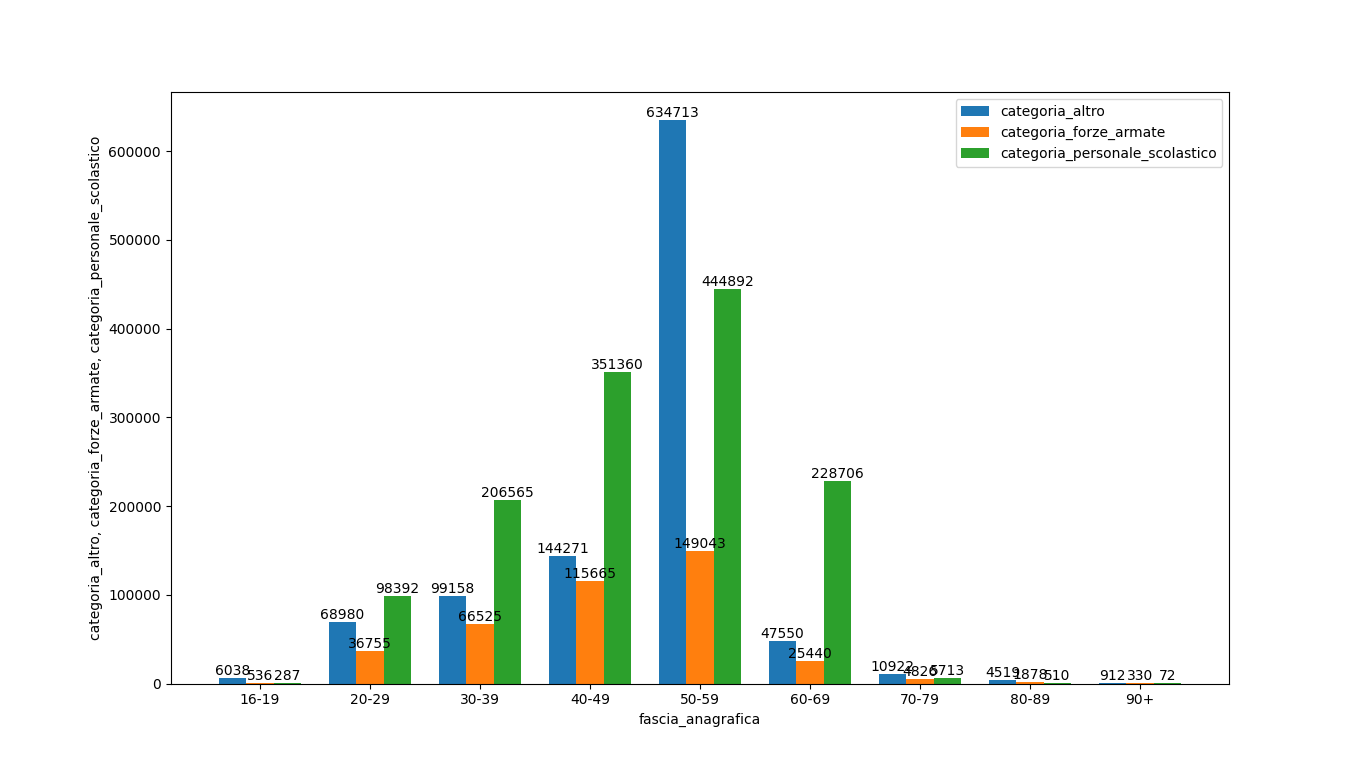 categoria_altro
categoria_forze_armate
categoria_personale_scolastico
categoria_altro, categoria_forze_armate, categoria_personale_scolastico
600000
500000
400000
300000
200000
100000
0
6038 536 287
68980 36755 98392
99158 66525 206565
144271 115665 351360
634713 149043 444892
47550 25440 228706
10922 4826 5713
4519 1878 510
912 330 72
16-19 20-29 30-39 40-49 50-59 60-69 70-79 80-89 90+
fascia_anagrafica